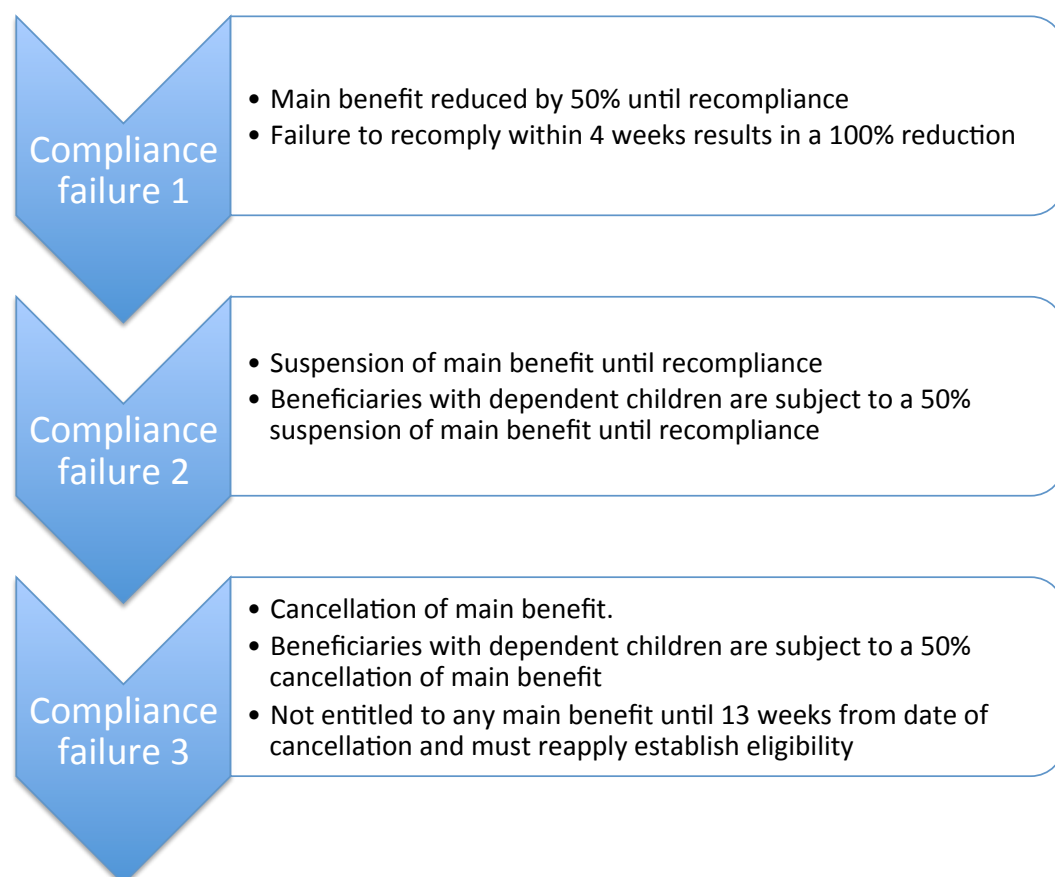 Compliance
failure 1
• Main benefit reduced by 50% until recompliance
• Failure to recomply within 4 weeks results in a 100% reduction
Compliance
failure 2
• Suspension of main benefit until recompliance
• Beneficiaries with dependent children are subject to a 50%
suspension of main benefit until recompliance
Compliance
failure 3
• Cancellation of main benefit.
• Beneficiaries with dependent children are subject to a 50%
cancellation of main benefit
• Not entitled to any main benefit until 13 weeks from date of
cancellation and must reapply establish eligibility